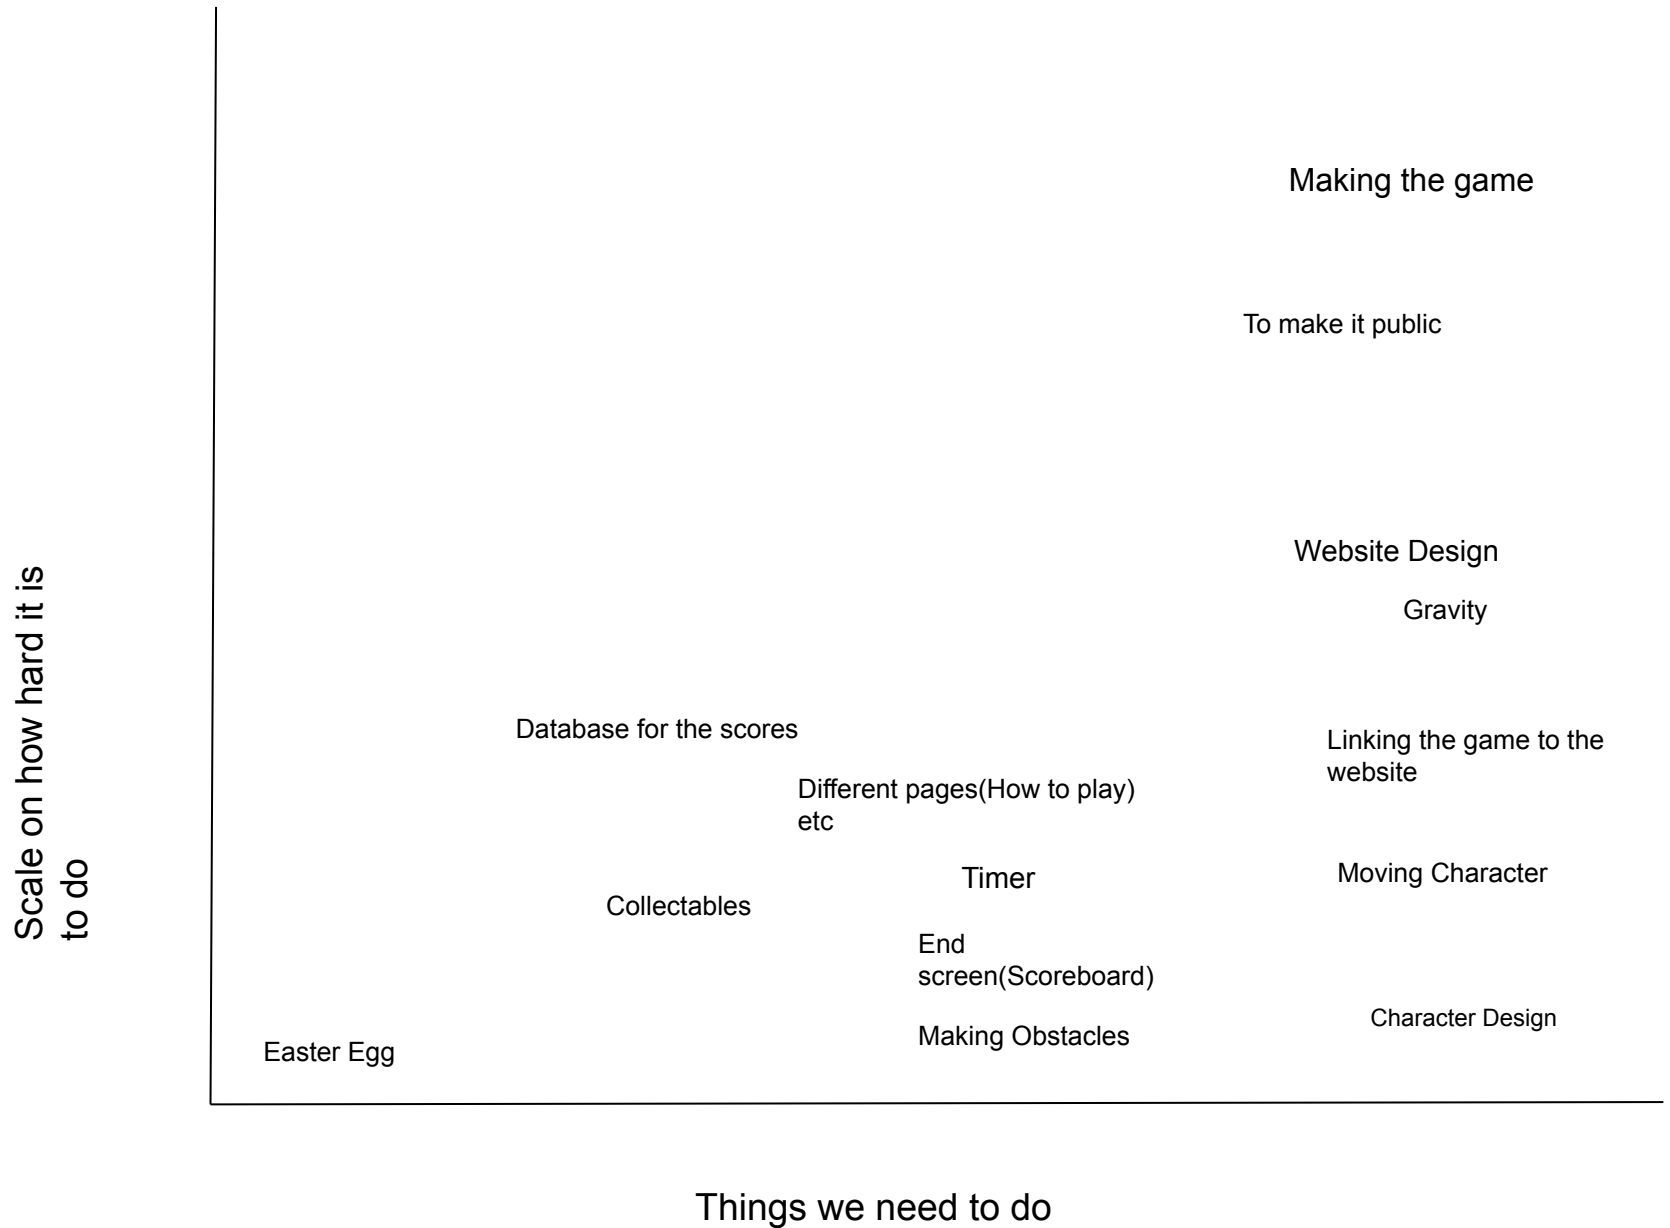 Making the game
To make it public
Website Design
Gravity
Database for the scores
Linking the game to the
website
Different pages(How to play)
etc
Timer
Moving Character
Collectables
End
screen(Scoreboard)
Character Design
Making Obstacles
Easter Egg
Scale on how hard it is
to do
Things we need to do